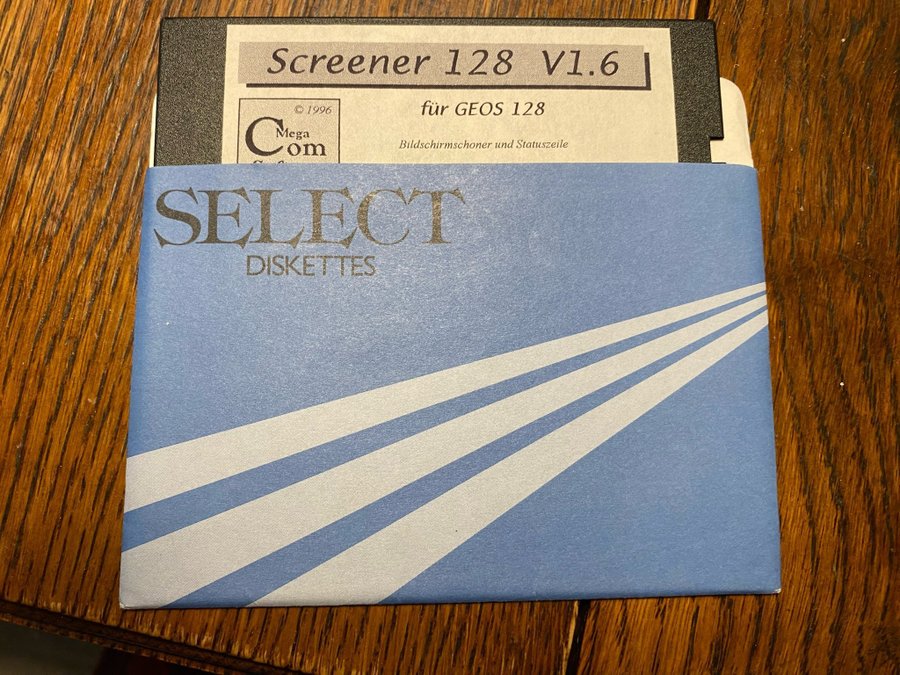 Screener 128 V1.6
für GEOS 128
© 1996
Mega
Com
Bildschirmschoner und Statuszeile
SELECT
DISKETTES